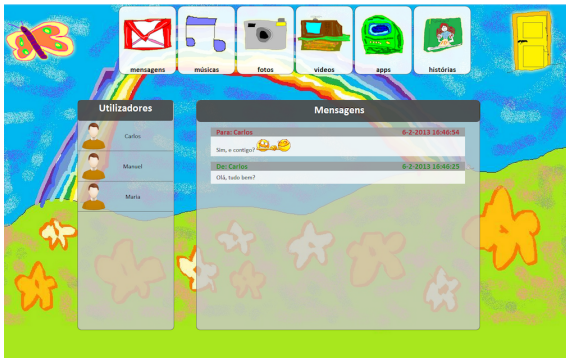 mensagens músicas fotos vídeos apps histórias
Utilizadores
Carlos
Manuel
Maria
Mensagens
Para: Carlos 6-2-2013 16:46:54
Sim, e contigo?
De: Carlos 6-2-2013 16:46:25
Olá, tudo bem?